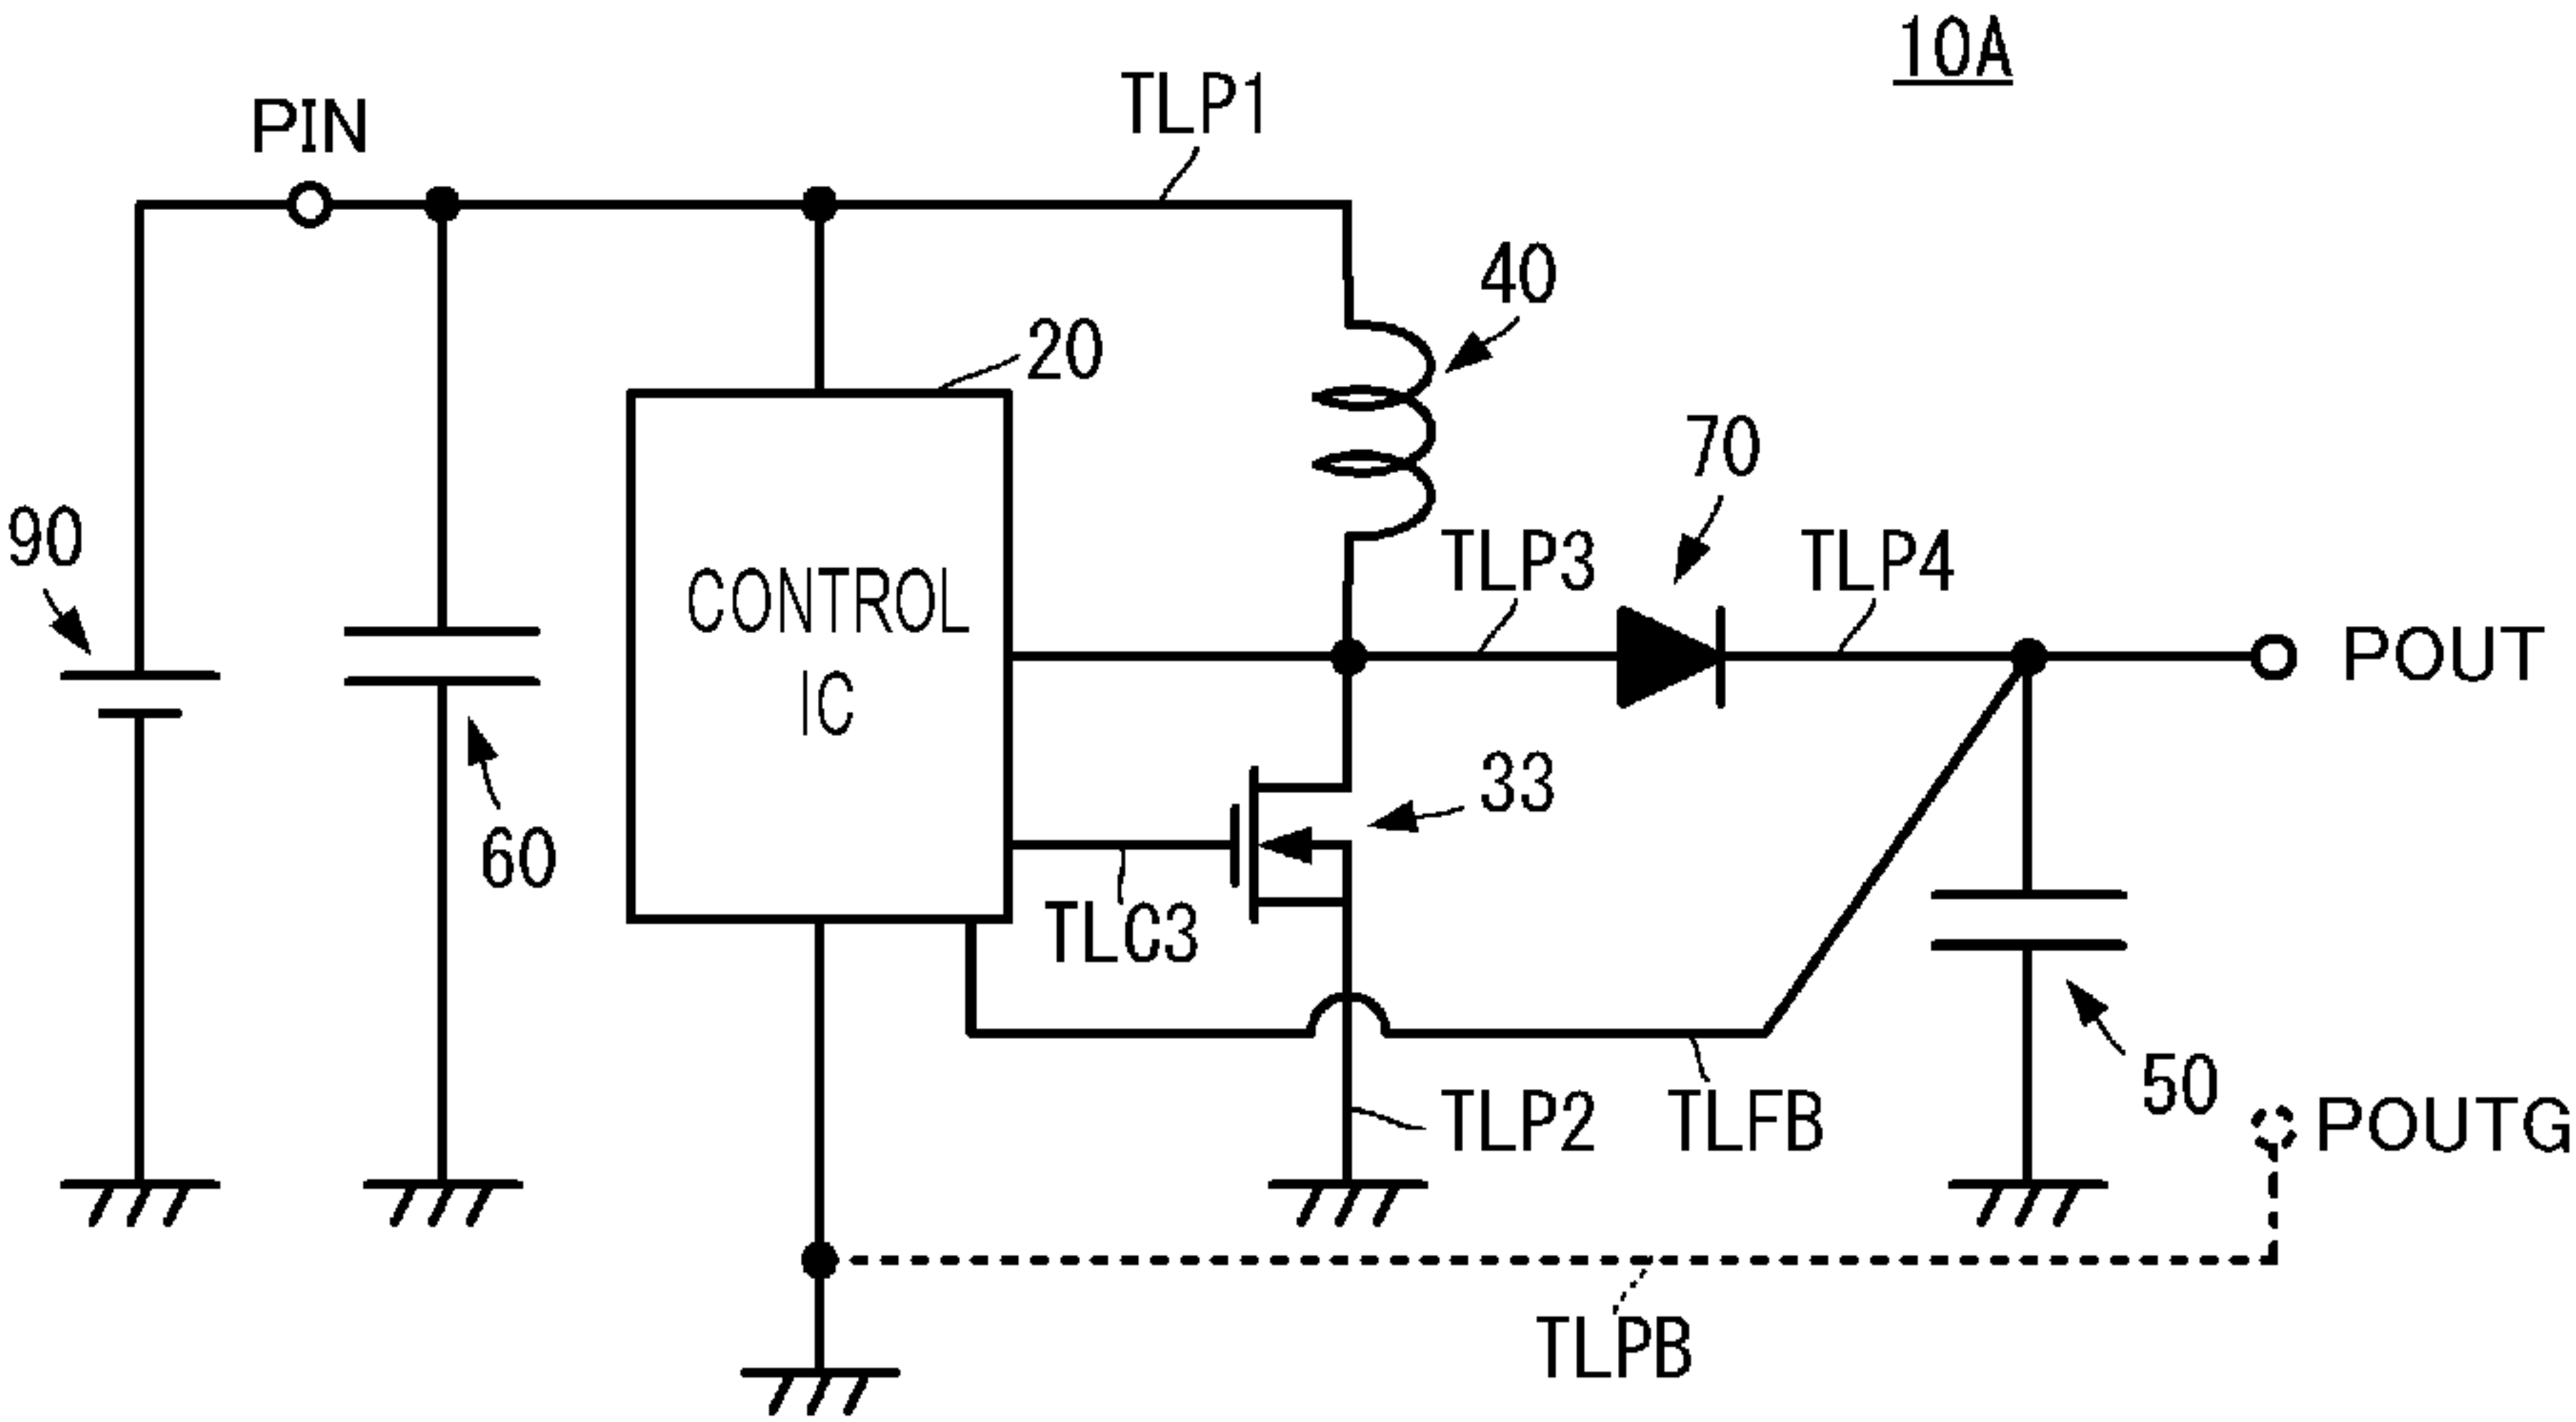 10A
TLP1
PIN
40
20
70
90
TLP3
TLP4
CONTROL
IC
POUT
33
60
TLC3
50
TLP2
TLFB
POUTG
TLPB